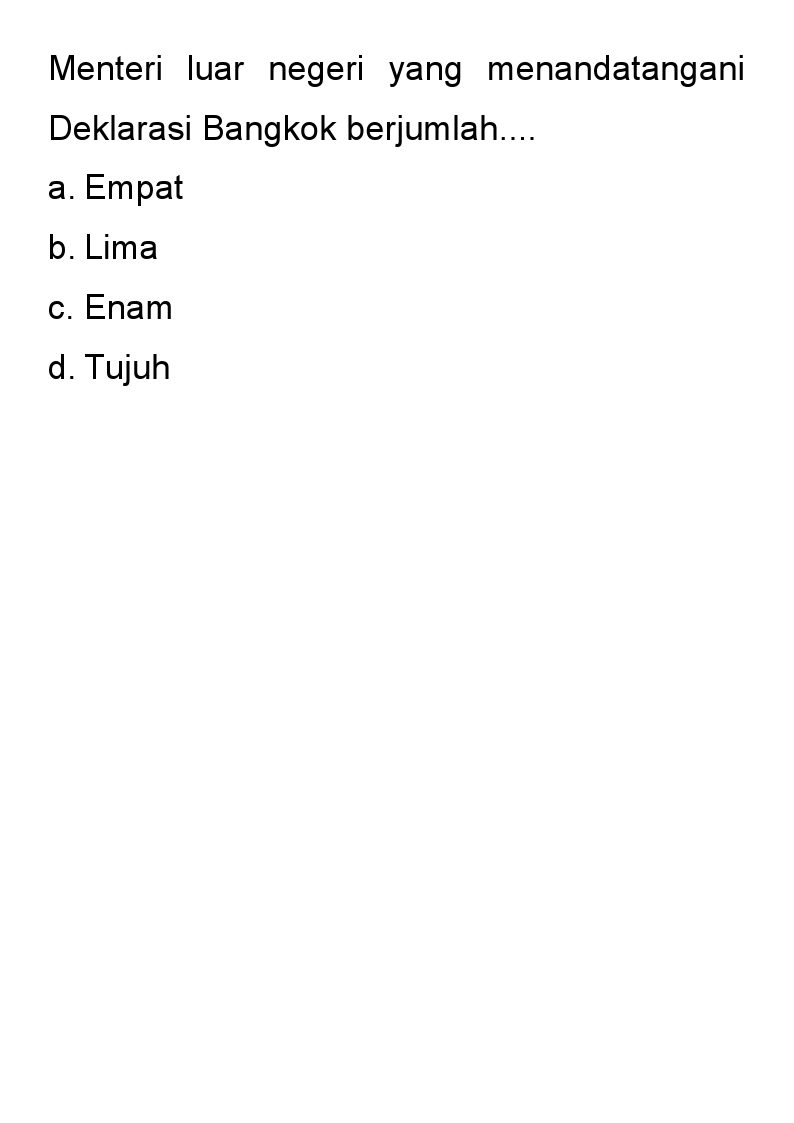 Menteri luar negeri yang menandatangani
Deklarasi Bangkok berjumlah....
a. Empat
b. Lima
c. Enam
d. Tujuh